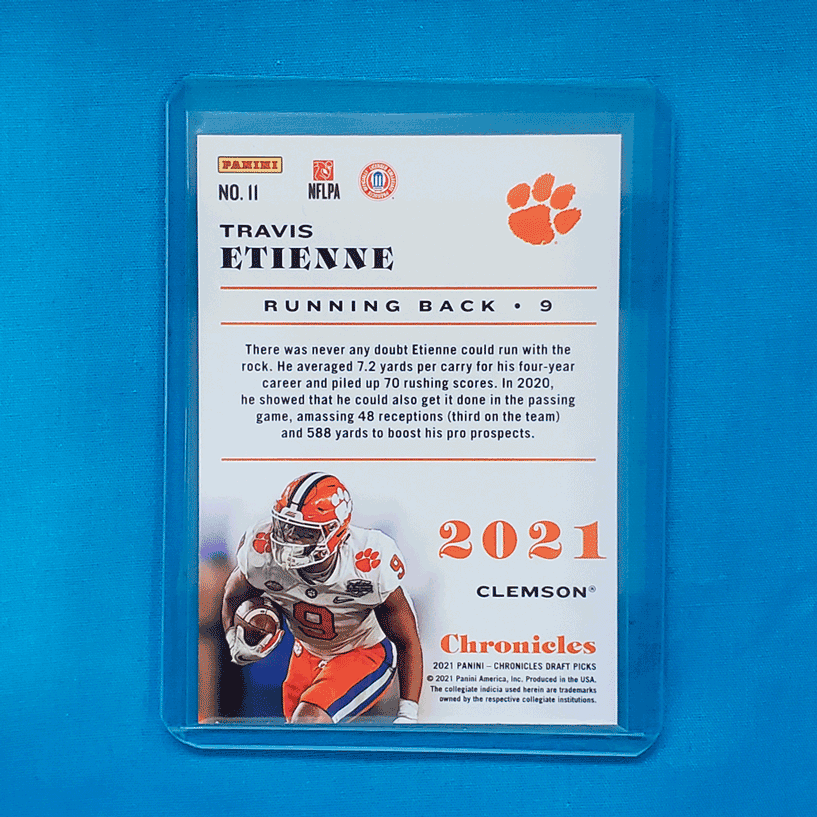 PANINI
NO. 11
NFLPA
TRAVIS
ETIENNE
RUNNING BACK • 9
There was never any doubt Etienne could run with the
rock. He averaged 7.2 yards per carry for his four-year
career and piled up 70 rushing scores. In 2020,
he showed that he could also get it done in the passing
game, amassing 48 receptions (third on the team)
and 588 yards to boost his pro prospects.
9
9
2021
CLEMSON®
Chronicles
2021 PANINI – CHRONICLES DRAFT PICKS
© 2021 Panini America, Inc. Produced in the USA.
The collegiate indicia used herein are trademarks
owned by the respective collegiate institutions.